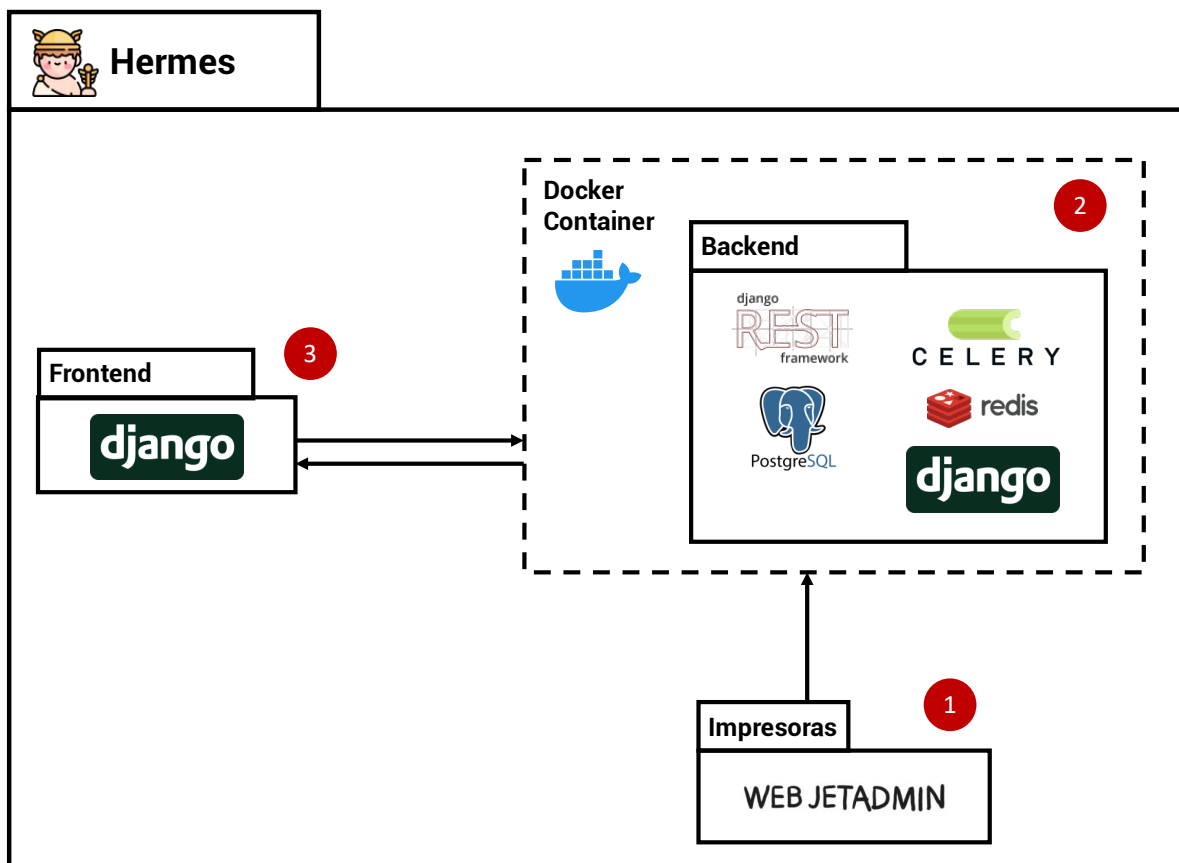 Hermes
Docker
Container
2
Backend
django
REST
framework
CELERY
PostgreSQL
redis
django
3
Frontend
django
1
Impresoras
WEB JETADMIN